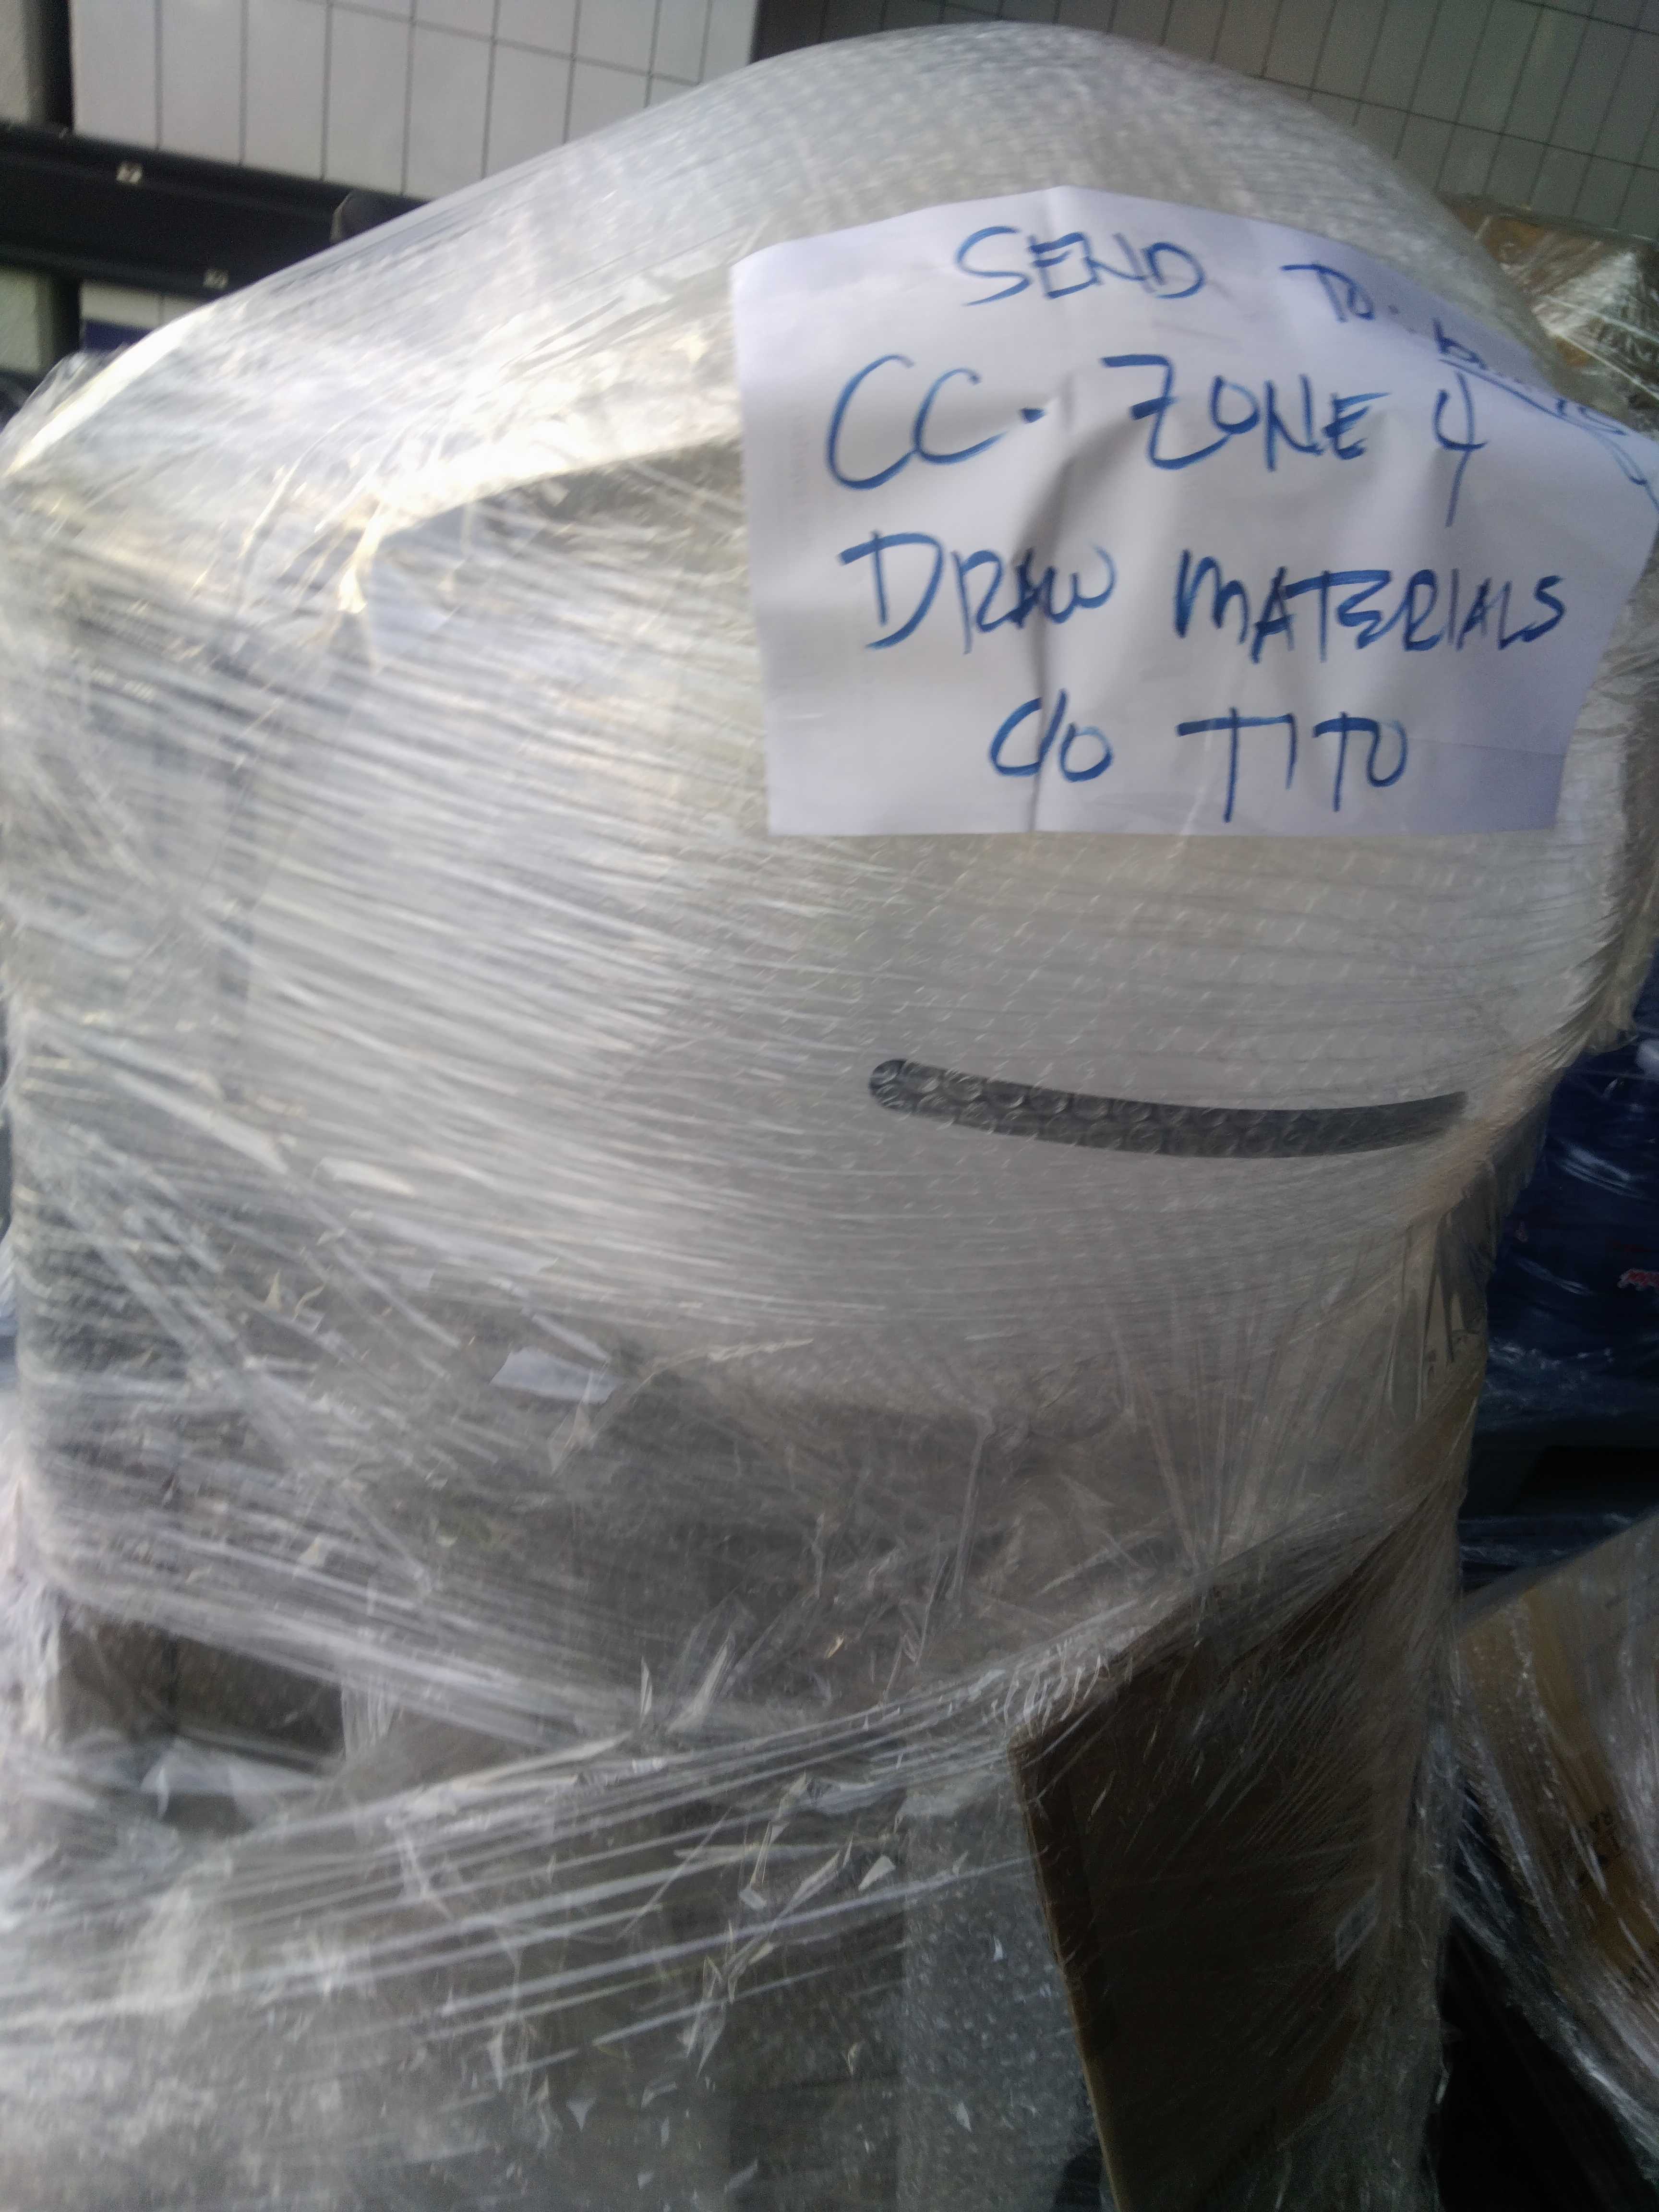 SEND TO.
CC. ZONE 4
DRAW MATERIALS
C/O TITO